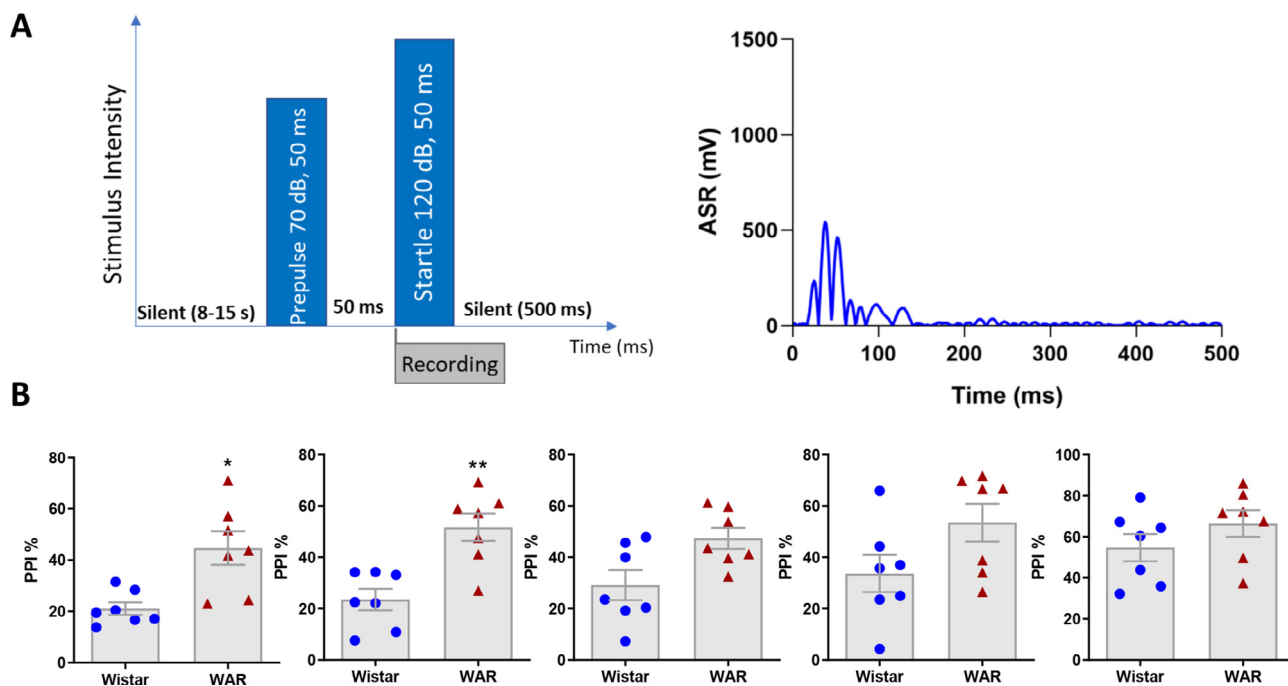 A
Stimulus Intensity
Prepulse 70 dB, 50 ms
Startle 120 dB, 50 ms
Silent (8-15 s)
50 ms
Silent (500 ms)
Time (ms)
Recording
ASR (mV)
1500
1000
500
0
0 100 200 300 400 500
Time (ms)
B
PPI %
80
60
40
20
0
*
Wistar WAR
PPI %
80
60
40
20
0
**
Wistar WAR
PPI %
80
60
40
20
0
Wistar WAR
PPI %
80
60
40
20
0
Wistar WAR
PPI %
100
80
60
40
20
0
Wistar WAR